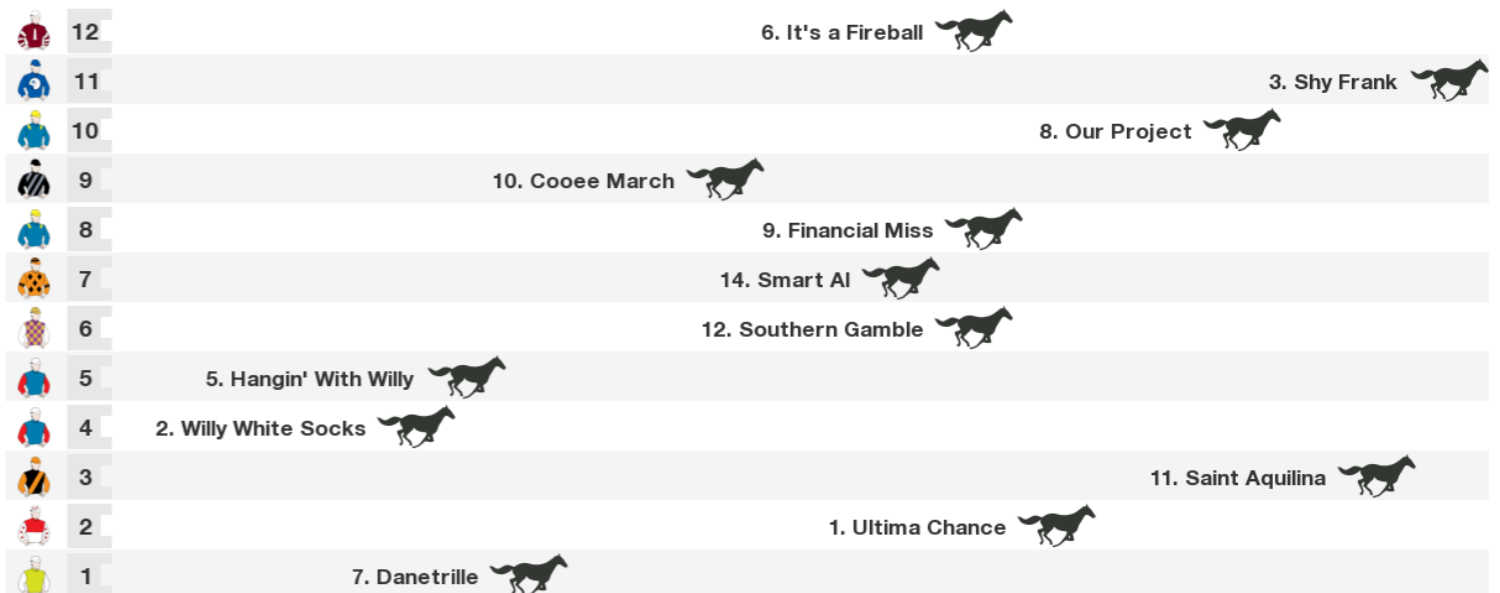 12 6. It's a Fireball
11 3. Shy Frank
10 8. Our Project
9 10. Cooee March
8 9. Financial Miss
7 14. Smart Al
6 12. Southern Gamble
5 5. Hangin' With Willy
4 2. Willy White Socks
3 11. Saint Aquilina
2 1. Ultima Chance
1 7. Danetrille